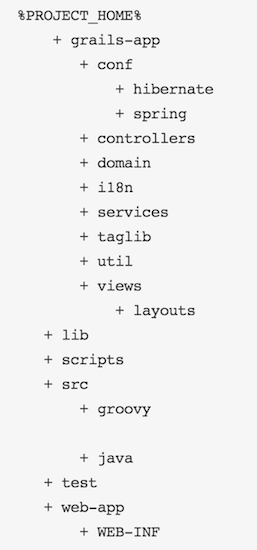 %PROJECT_HOME%
+ grails-app
+ conf
+ hibernate
+ spring
+ controllers
+ domain
+ i18n
+ services
+ taglib
+ util
+ views
+ layouts
+ lib
+ scripts
+ src
+ groovy
+ java
+ test
+ web-app
+ WEB-INF